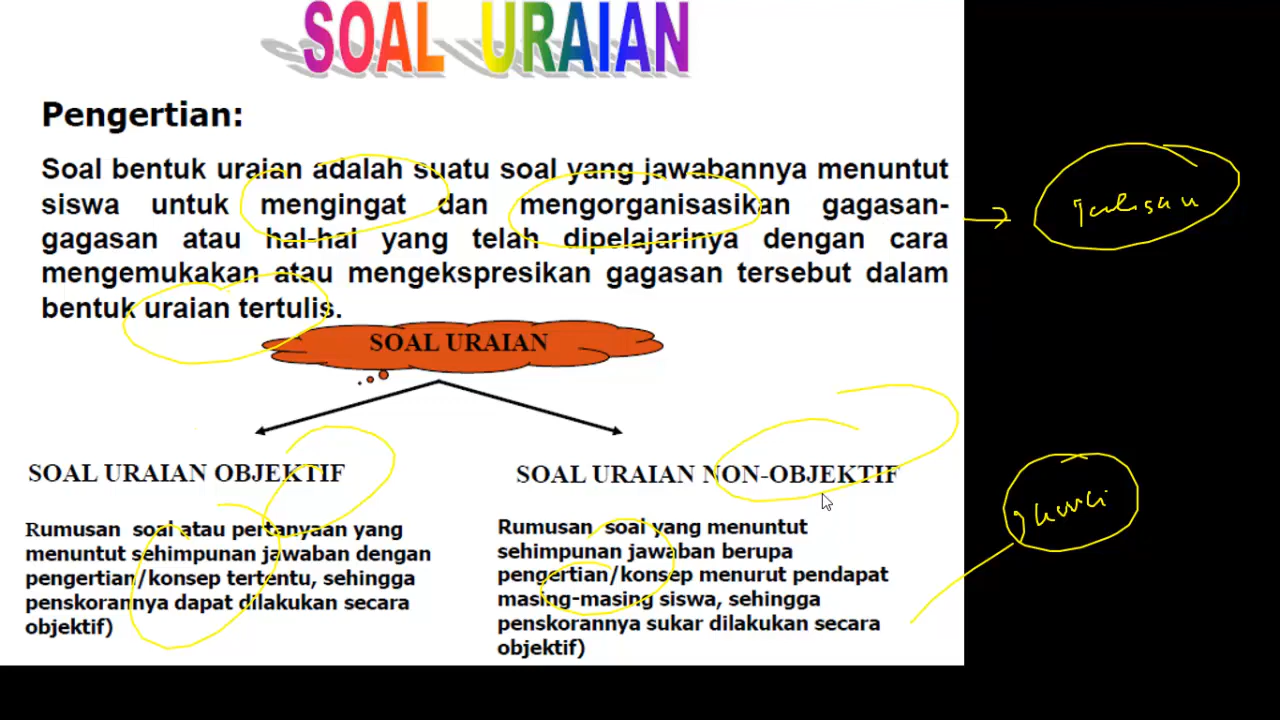 SOAL URAIAN
Pengertian:
Soal bentuk uraian adalah suatu soal yang jawabannya menuntut
siswa untuk mengingat dan mengorganisasikan gagasan-
gagasan atau hal-hal yang telah dipelajarinya dengan cara
mengemukakan atau mengekspresikan gagasan tersebut dalam
bentuk uraian tertulis.
SOAL URAIAN
SOAL URAIAN OBJEKTIF
Rumusan soal atau pertanyaan yang
menuntut sehimpunan jawaban dengan
pengertian/konsep tertentu, sehingga
penskorannya dapat dilakukan secara
objektif)
SOAL URAIAN NON-OBJEKTIF
Rumusan soal yang menuntut
sehimpunan jawaban berupa
pengertian/konsep menurut pendapat
masing-masing siswa, sehingga
penskorannya sukar dilakukan secara
objektif)